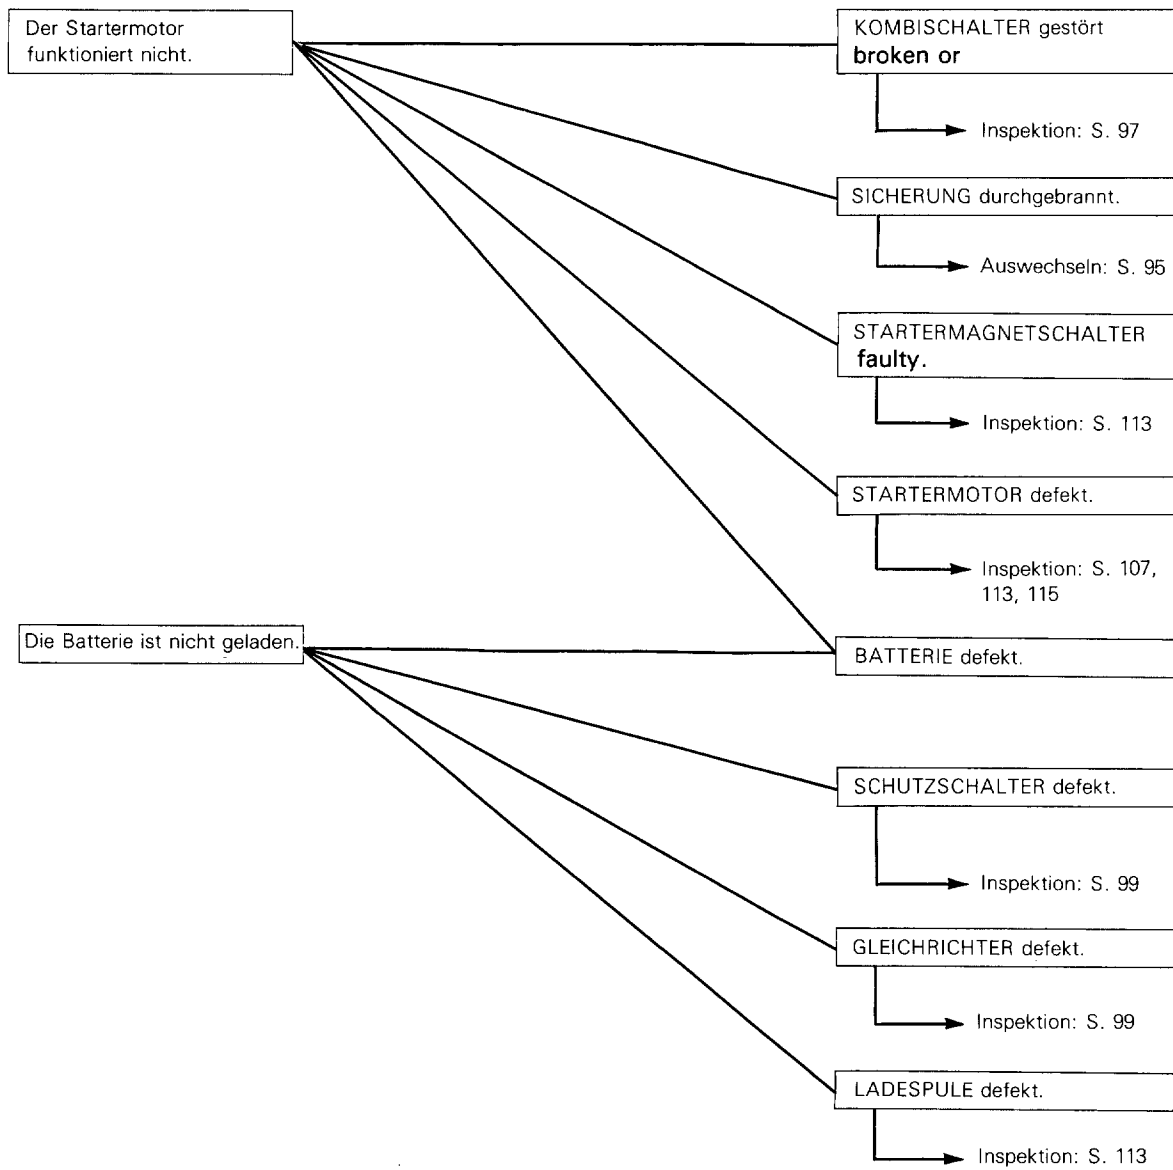 Der Startermotor
funktioniert nicht.
KOMBISCHALTER gestört
broken or
Inspektion: S. 97
SICHERUNG durchgebrannt.
Auswechseln: S. 95
STARTERMAGNETSCHALTER
faulty.
Inspektion: S. 113
STARTERMOTOR defekt.
Inspektion: S. 107,
113, 115
Die Batterie ist nicht geladen.
BATTERIE defekt.
SCHUTZSCHALTER defekt.
Inspektion: S. 99
GLEICHRICHTER defekt.
Inspektion: S. 99
LADESPULE defekt.
Inspektion: S. 113